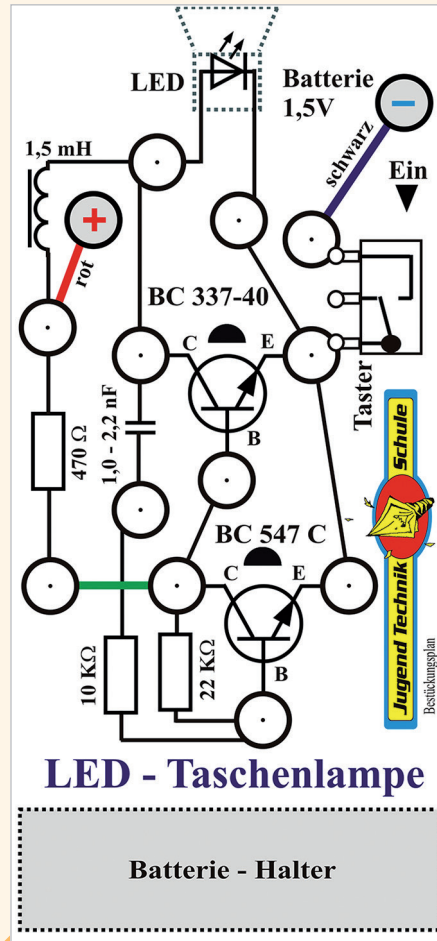 LED
Batterie
1,5V
−
schwarz
Ein
1,5 mH
+
rot
BC 337-40
C
E
B
Taster
470 Ω
1,0 - 2,2 nF
BC 547 C
C
E
B
10 KΩ
22 KΩ
Jugend Technik Schule
Bestückungsplan
LED - Taschenlampe
Batterie - Halter